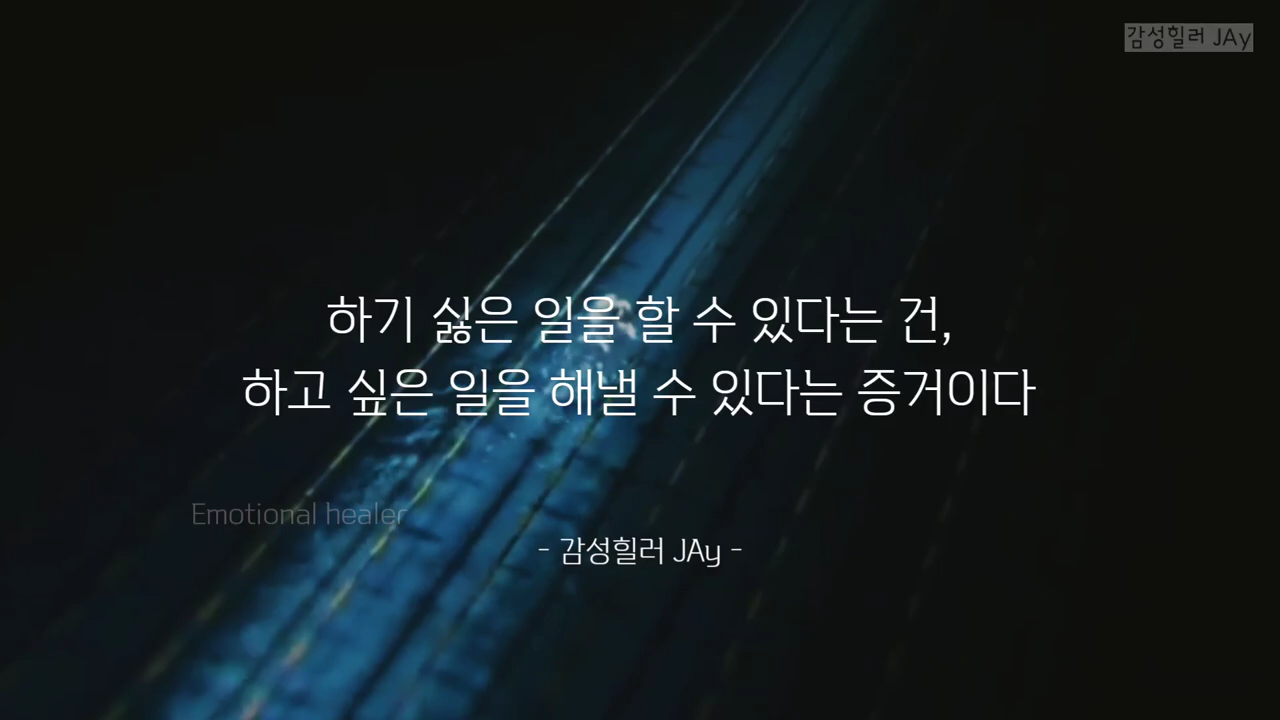 감성힐러 JAy
하기 싫은 일을 할 수 있다는 건,
하고 싶은 일을 해낼 수 있다는 증거이다
Emotional healer
- 감성힐러 JAy -